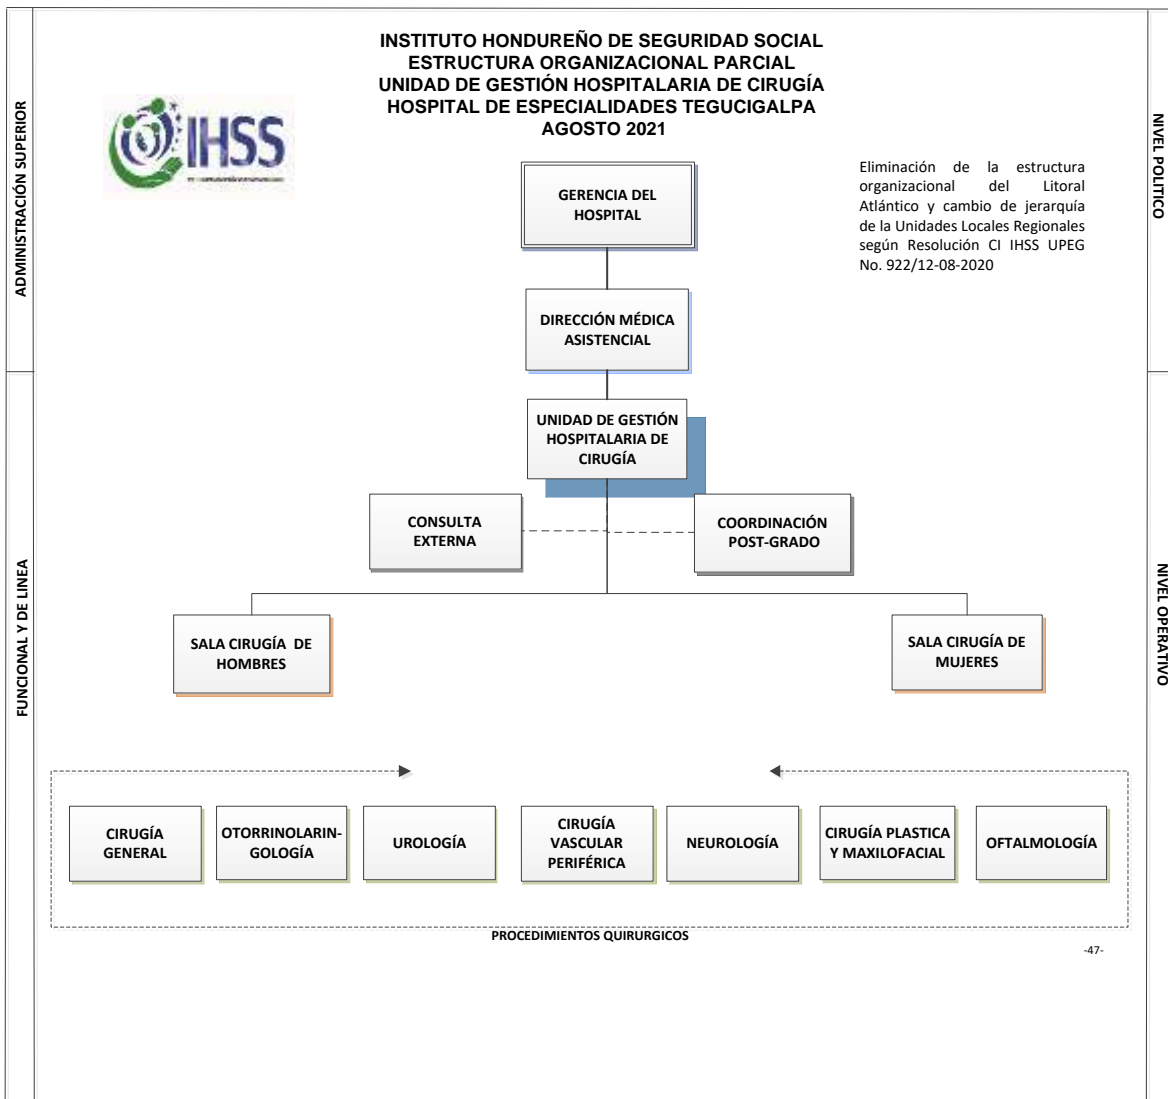 INSTITUTO HONDUREÑO DE SEGURIDAD SOCIAL
ESTRUCTURA ORGANIZACIONAL PARCIAL
UNIDAD DE GESTIÓN HOSPITALARIA DE CIRUGÍA
HOSPITAL DE ESPECIALIDADES TEGUCIGALPA
AGOSTO 2021
ADMINISTRACIÓN SUPERIOR
NIVEL POLITICO
IHSS
Eliminación de la estructura
organizacional del Litoral
Atlántico y cambio de jerarquía
de la Unidades Locales Regionales
según Resolución CI IHSS UPEG
No. 922/12-08-2020
GERENCIA DEL
HOSPITAL
DIRECCIÓN MÉDICA
ASISTENCIAL
UNIDAD DE GESTIÓN
HOSPITALARIA DE
CIRUGÍA
FUNCIONAL Y DE LINEA
NIVEL OPERATIVO
CONSULTA
EXTERNA
COORDINACIÓN
POST-GRADO
SALA CIRUGÍA DE
HOMBRES
SALA CIRUGÍA DE
MUJERES
CIRUGÍA
GENERAL
OTORRINOLARIN-
GOLOGÍA
UROLOGÍA
CIRUGÍA
VASCULAR
PERIFÉRICA
NEUROLOGÍA
CIRUGÍA PLASTICA
Y MAXILOFACIAL
OFTALMOLOGÍA
PROCEDIMIENTOS QUIRURGICOS
-47-